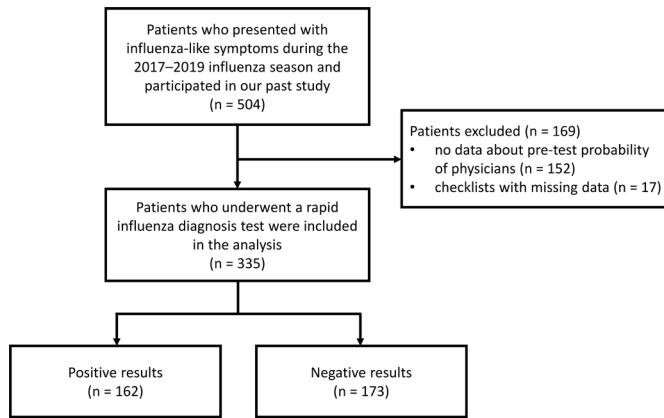 Patients who presented with
influenza-like symptoms during the
2017–2019 influenza season and
participated in our past study
(n = 504)
Patients excluded (n = 169)
• no data about pre-test probability
of physicians (n = 152)
• checklists with missing data (n = 17)
Patients who underwent a rapid
influenza diagnosis test were included
in the analysis
(n = 335)
Positive results
(n = 162)
Negative results
(n = 173)